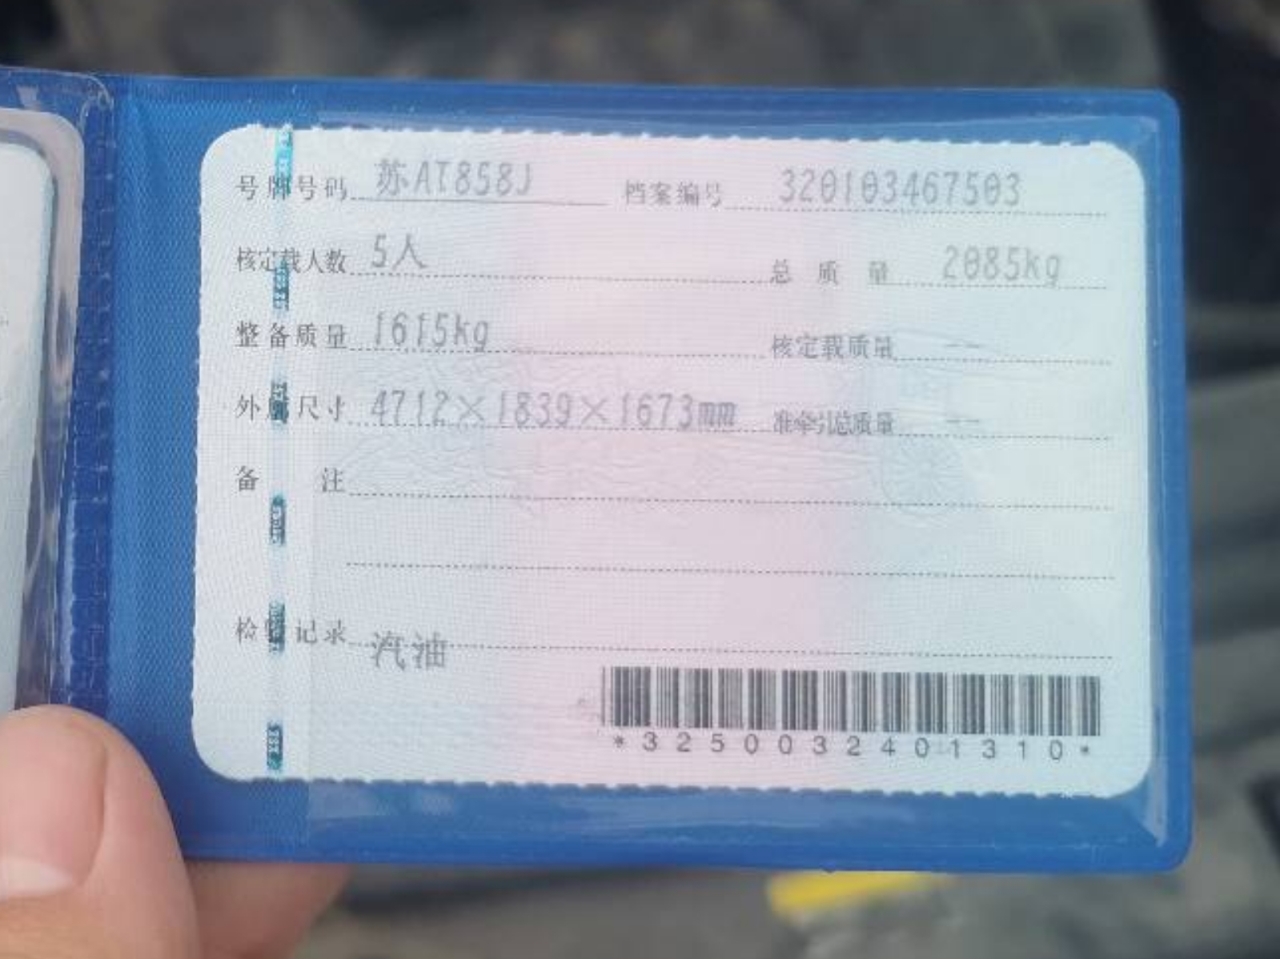 号牌号码 苏AT858J 档案编号 320103467503
核定载人数 5人 总质量 2085kg
整备质量 1615kg 核定载质量 --
外廓尺寸 4712×1839×1673mm 准牵引总质量 --
备注
检验记录 汽油
*3250032401310*